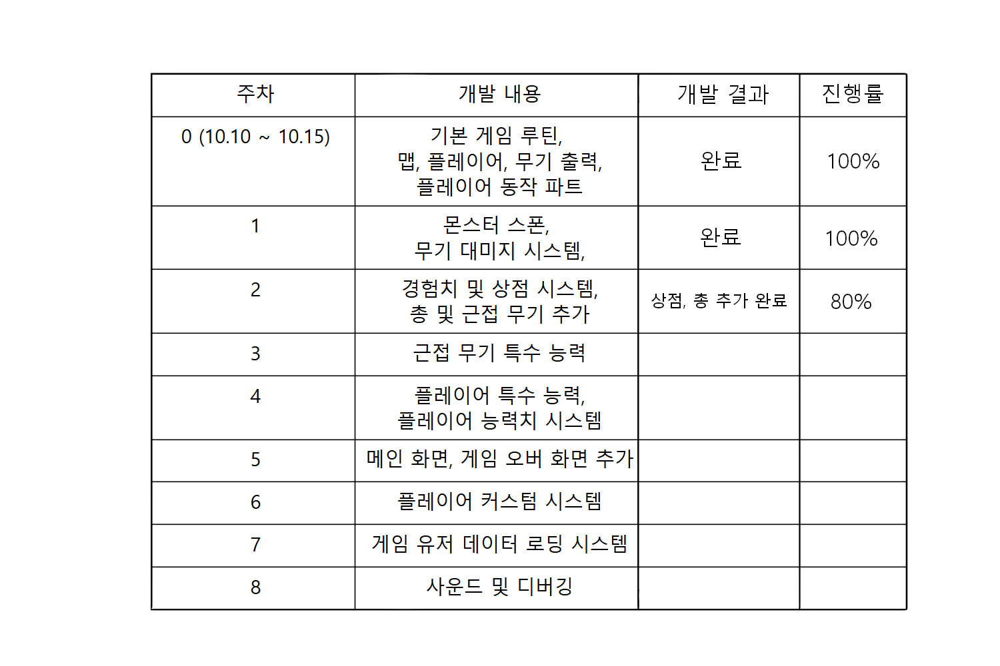 주차 개발 내용 개발 결과 진행률
0 (10.10 ~ 10.15) 기본 게임 루틴,
맵, 플레이어, 무기 출력, 완료 100%
플레이어 동작 파트
1 몬스터 스폰,
무기 대미지 시스템, 완료 100%
2 경험치 및 상점 시스템,
총 및 근접 무기 추가 상점, 총 추가 완료 80%
3 근접 무기 특수 능력
4 플레이어 특수 능력,
플레이어 능력치 시스템
5 메인 화면, 게임 오버 화면 추가
6 플레이어 커스텀 시스템
7 게임 유저 데이터 로딩 시스템
8 사운드 및 디버깅